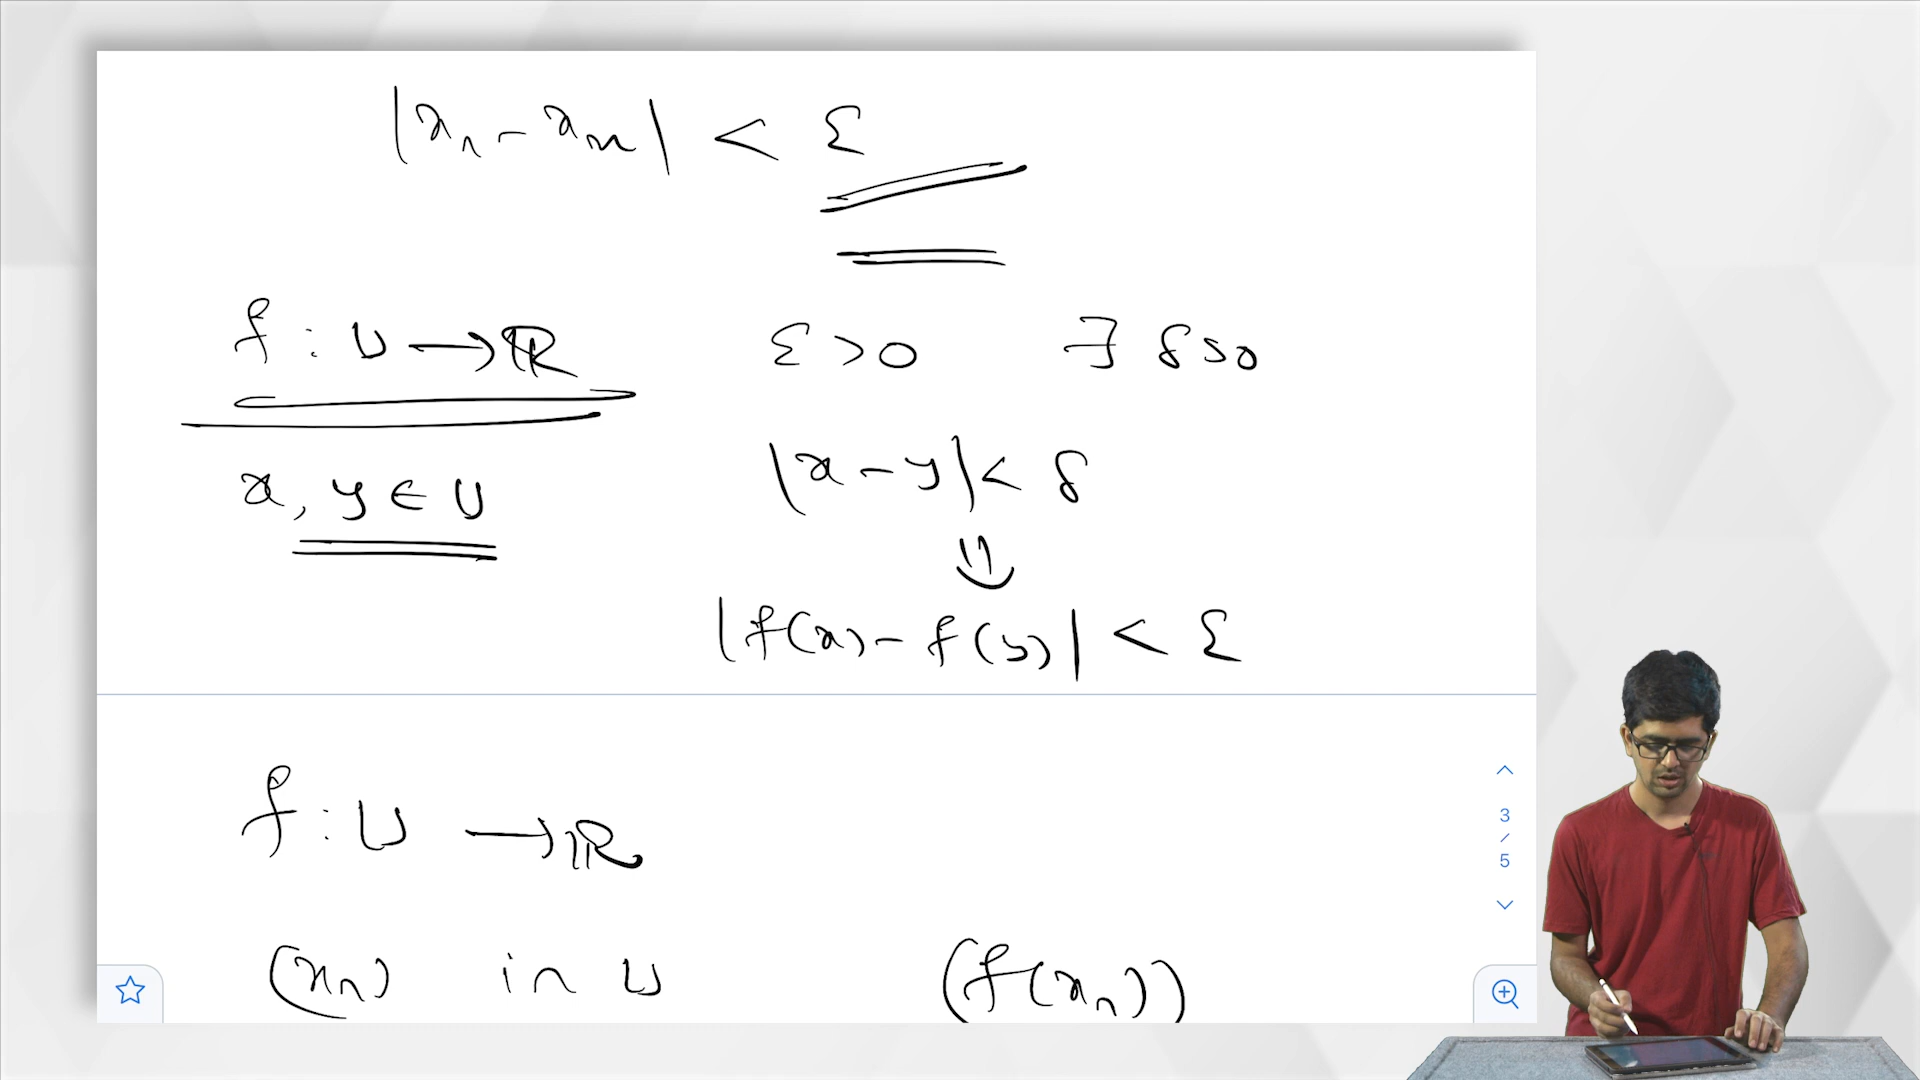 |xₙ - xₘ| < ε
f : U → ℝ ε > 0 ∃ δ > 0
x, y ∈ U |x - y| < δ
⇓
|f(x) - f(y)| < ε
f : U → ℝ
3
/
5
(xₙ) in U (f(xₙ))